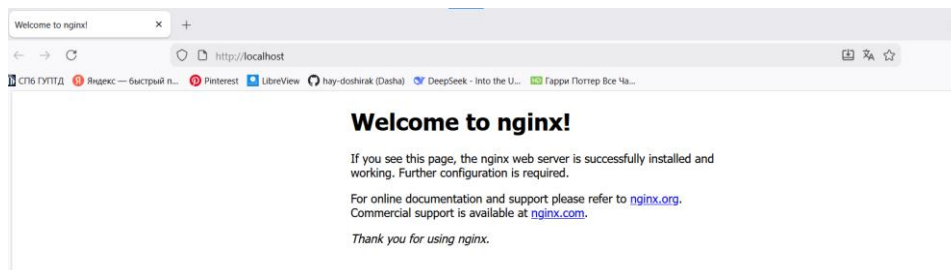 Welcome to nginx!
http://localhost
СПб ГУПТД Яндекс — быстрый п... Pinterest LibreView hay-doshirak (Dasha) DeepSeek - Into the U... HD Гарри Поттер Все Ча...
Welcome to nginx!
If you see this page, the nginx web server is successfully installed and
working. Further configuration is required.
For online documentation and support please refer to nginx.org.
Commercial support is available at nginx.com.
Thank you for using nginx.